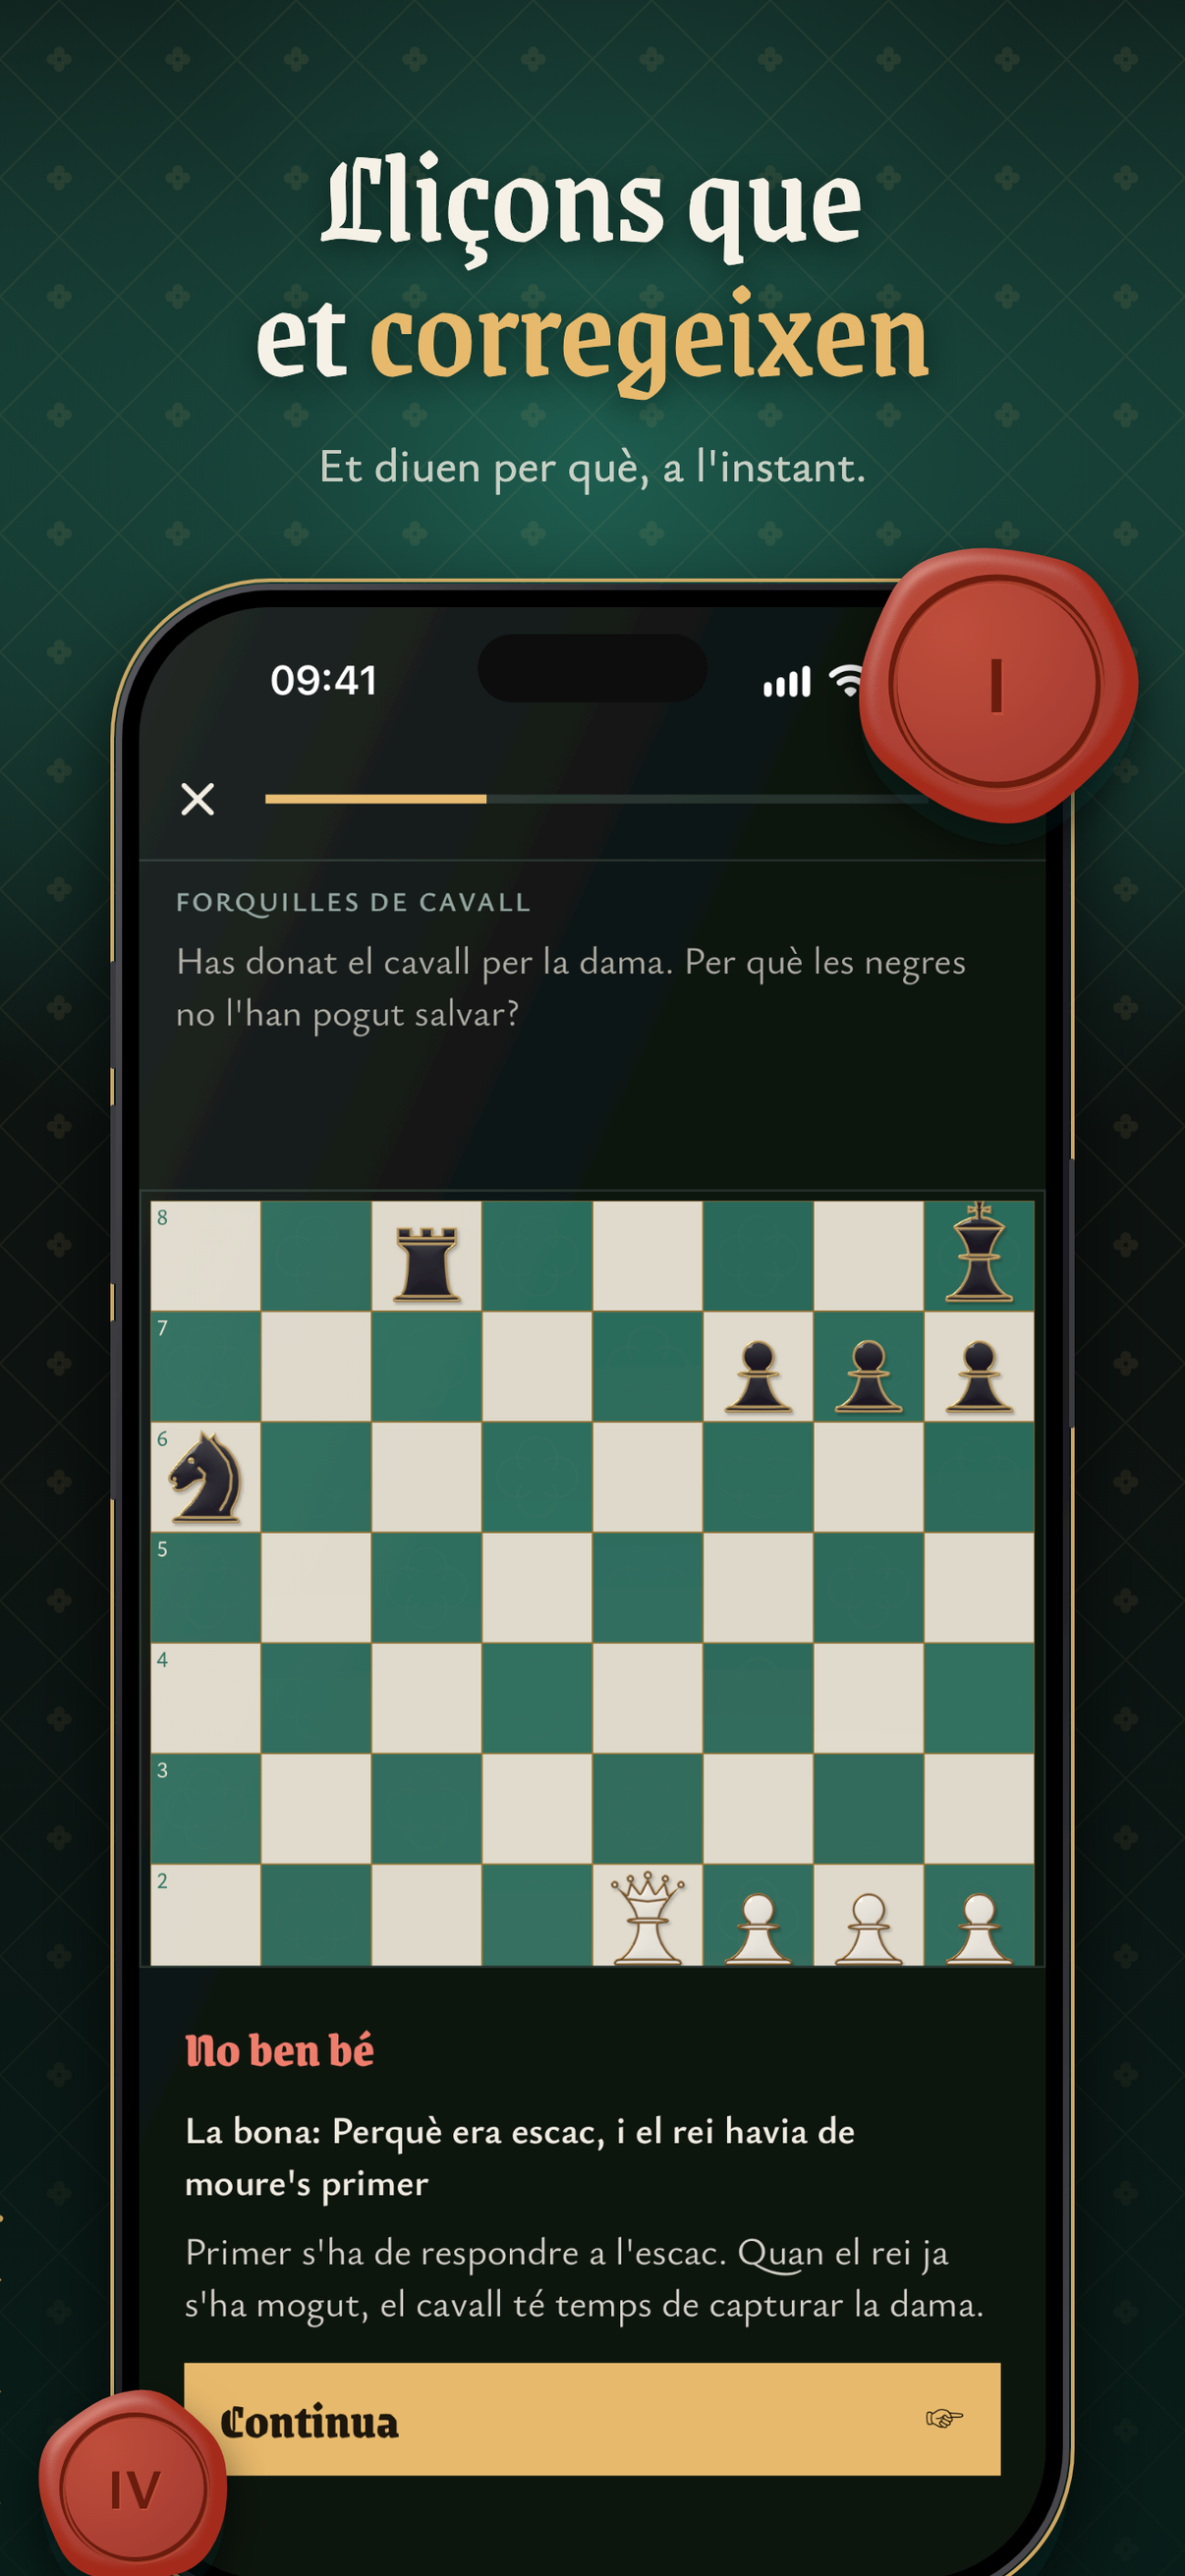 Lliçons que
et corregeixen
Et diuen per què, a l'instant.
09:41
I
FORQUILLES DE CAVALL
Has donat el cavall per la dama. Per què les negres
no l'han pogut salvar?
8
7
6
5
4
3
2
No ben bé
La bona: Perquè era escac, i el rei havia de
moure's primer
Primer s'ha de respondre a l'escac. Quan el rei ja
s'ha mogut, el cavall té temps de capturar la dama.
Continua
IV